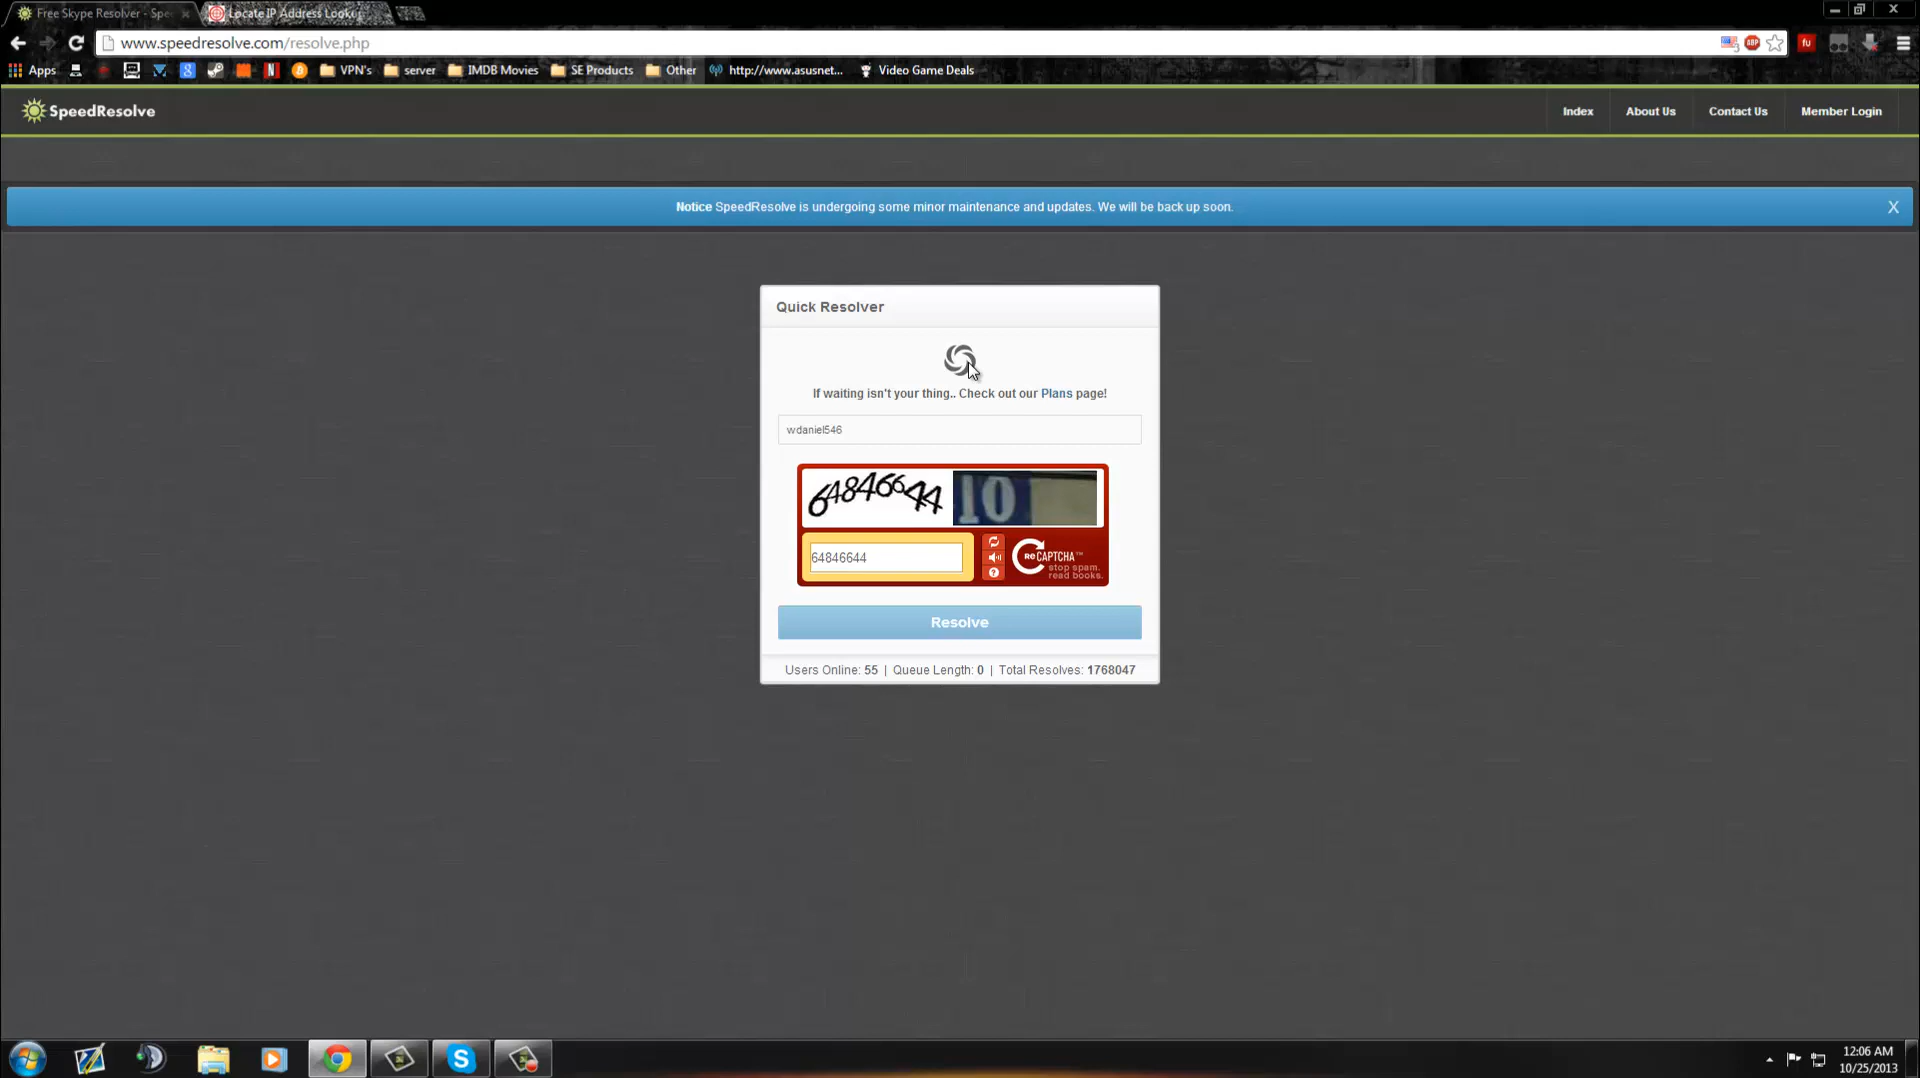 Free Skype Resolver - Spe
Locate IP Address Looku
www.speedresolve.com/resolve.php
Apps
VPN's
server
IMDB Movies
SE Products
Other
http://www.asusnet...
Video Game Deals
SpeedResolve
Index
About Us
Contact Us
Member Login
Notice SpeedResolve is undergoing some minor maintenance and updates. We will be back up soon.
X
Quick Resolver
If waiting isn't your thing.. Check out our Plans page!
wdaniel546
64846644
10
64846644
reCAPTCHA™
stop spam.
read books.
Resolve
Users Online: 55 | Queue Length: 0 | Total Resolves: 1768047
12:06 AM
10/25/2013